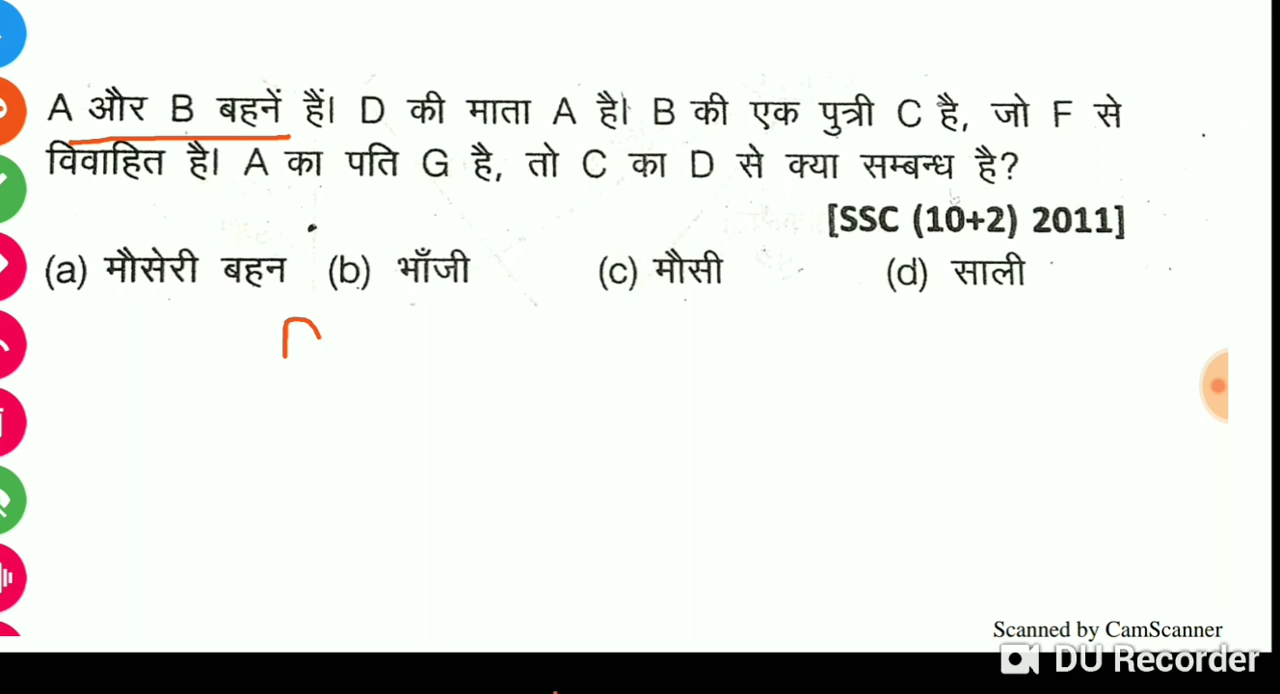 A और B बहनें हैं। D की माता A है। B की एक पुत्री C है, जो F से
विवाहित है। A का पति G है, तो C का D से क्या सम्बन्ध है?
[SSC (10+2) 2011]
(a) मौसेरी बहन (b) भाँजी (c) मौसी (d) साली
Scanned by CamScanner
DU Recorder